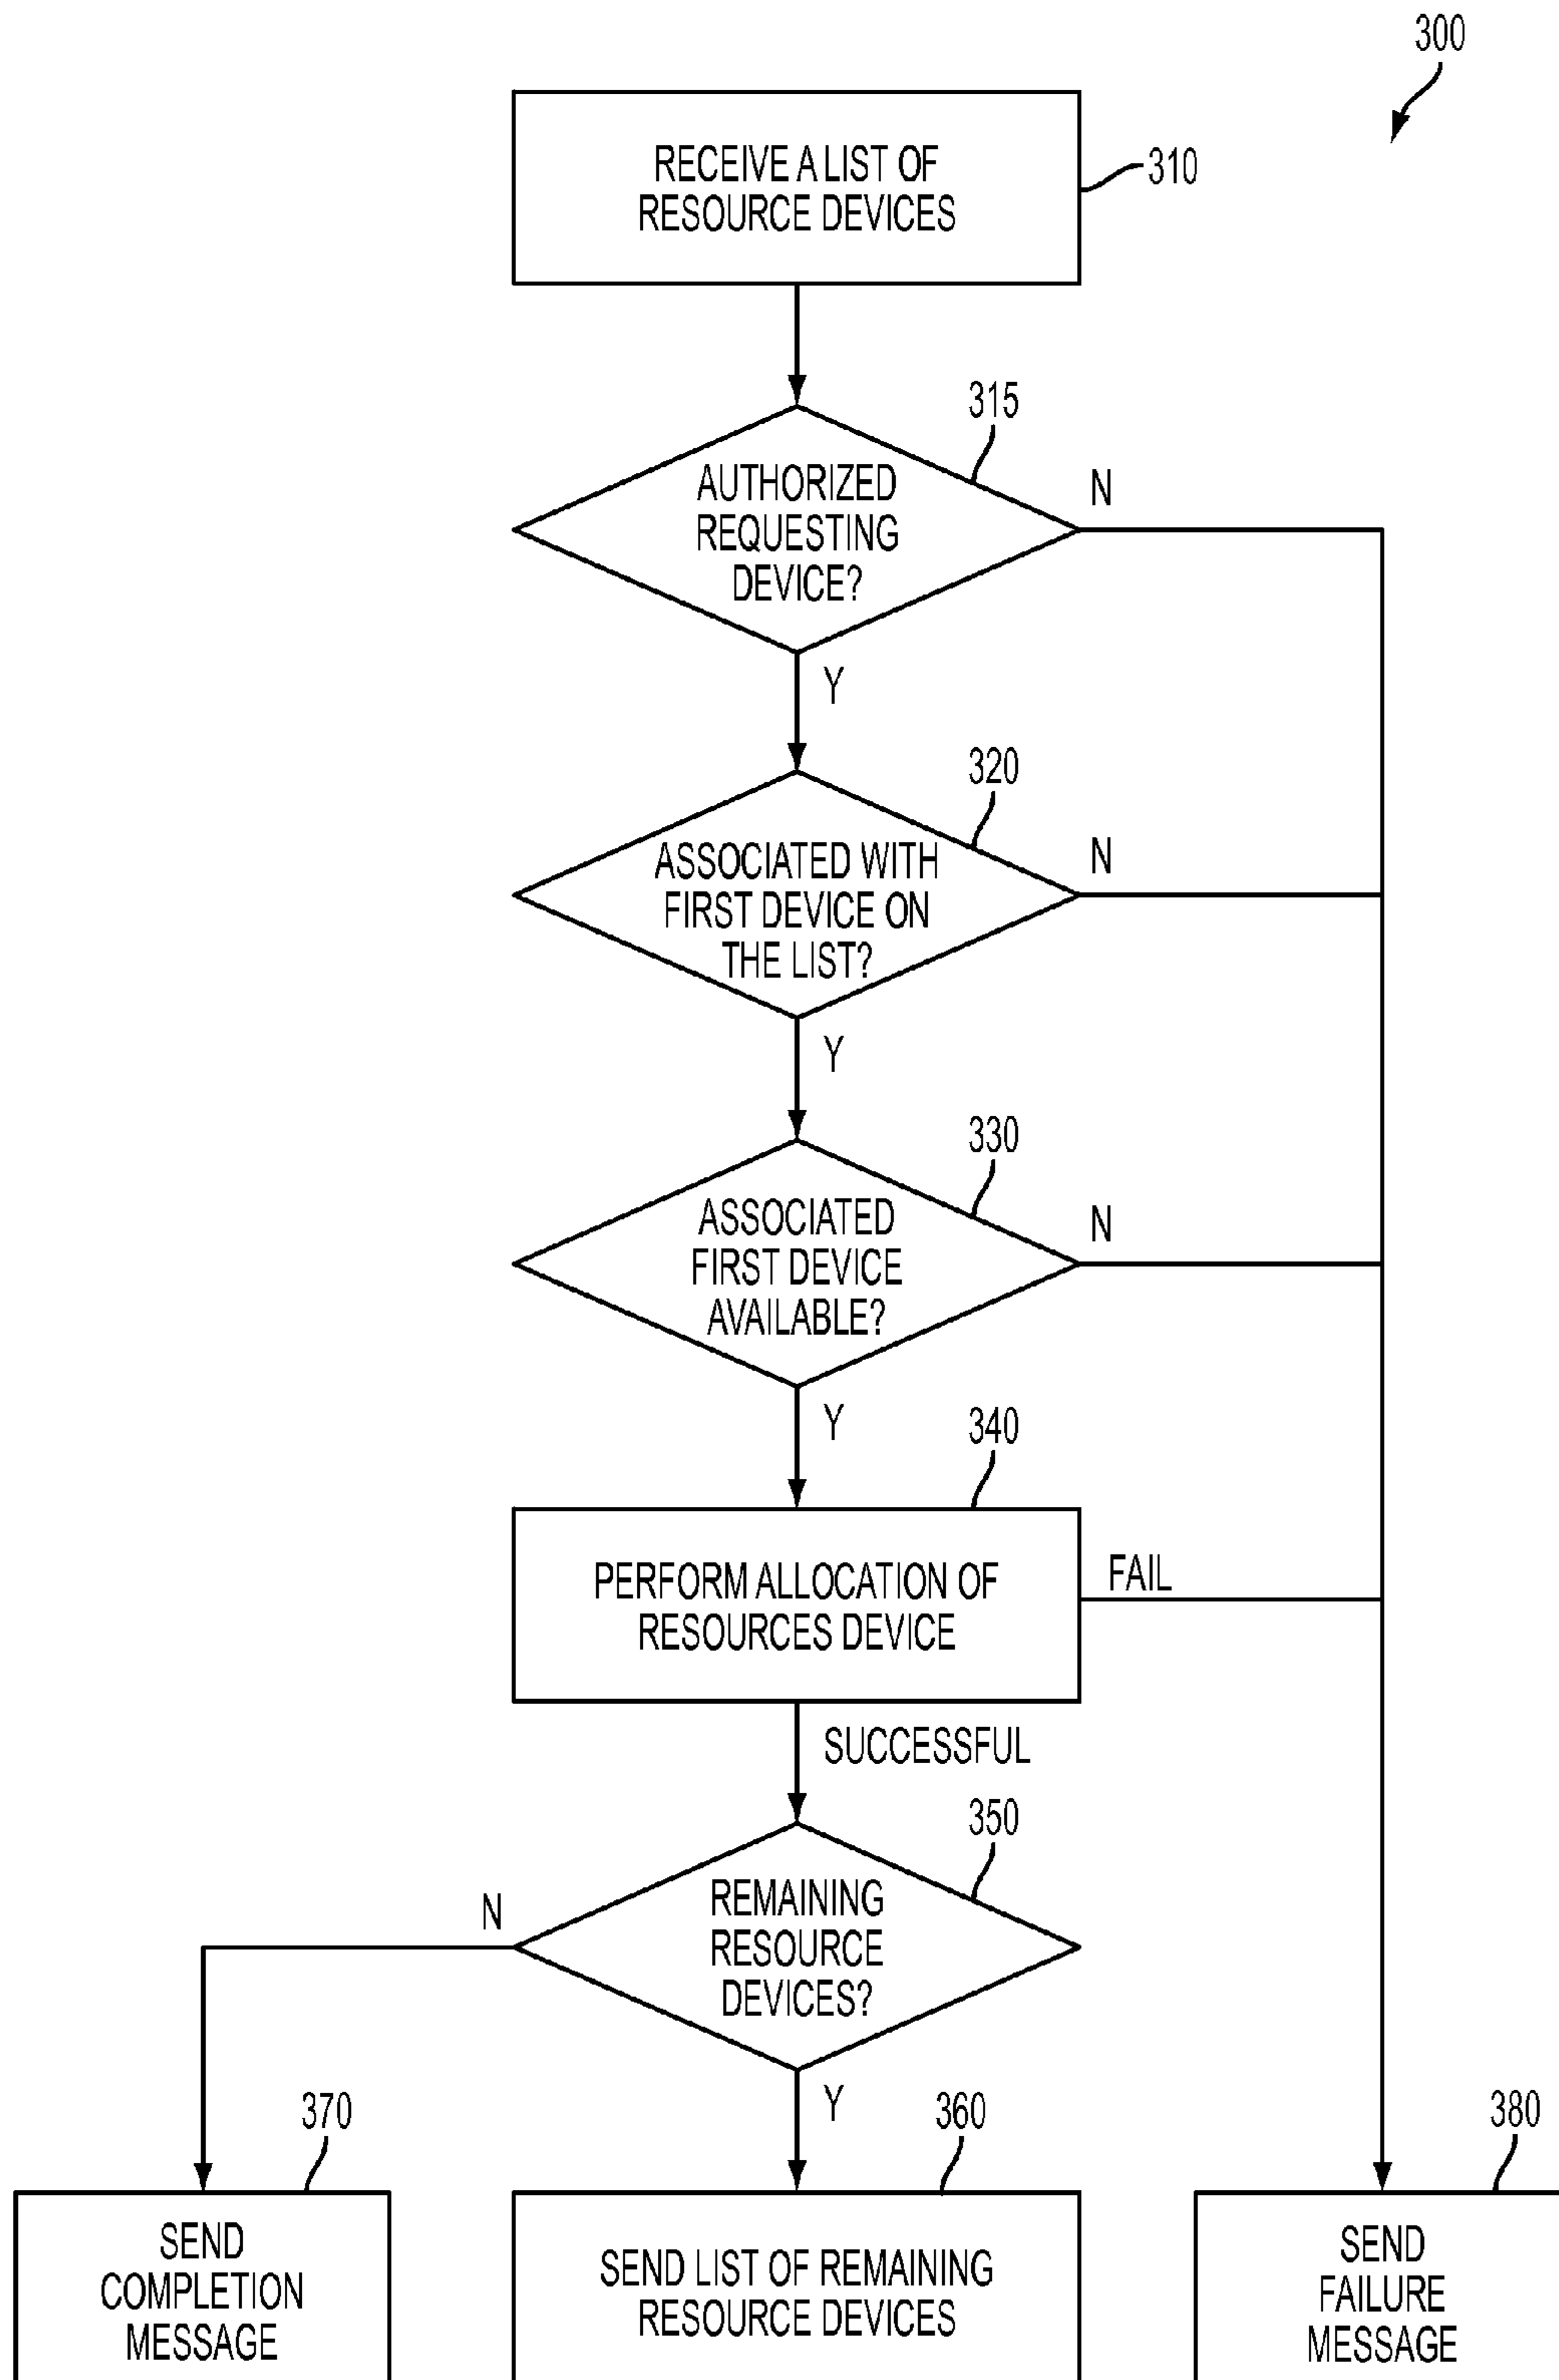 300
RECEIVE A LIST OF
RESOURCE DEVICES
310
315
AUTHORIZED
REQUESTING
DEVICE?
N
Y
320
ASSOCIATED WITH
FIRST DEVICE ON
THE LIST?
N
Y
330
ASSOCIATED
FIRST DEVICE
AVAILABLE?
N
Y
340
PERFORM ALLOCATION OF
RESOURCES DEVICE
FAIL
SUCCESSFUL
350
REMAINING
RESOURCE
DEVICES?
N
Y
370
SEND
COMPLETION
MESSAGE
360
SEND LIST OF REMAINING
RESOURCE DEVICES
380
SEND
FAILURE
MESSAGE